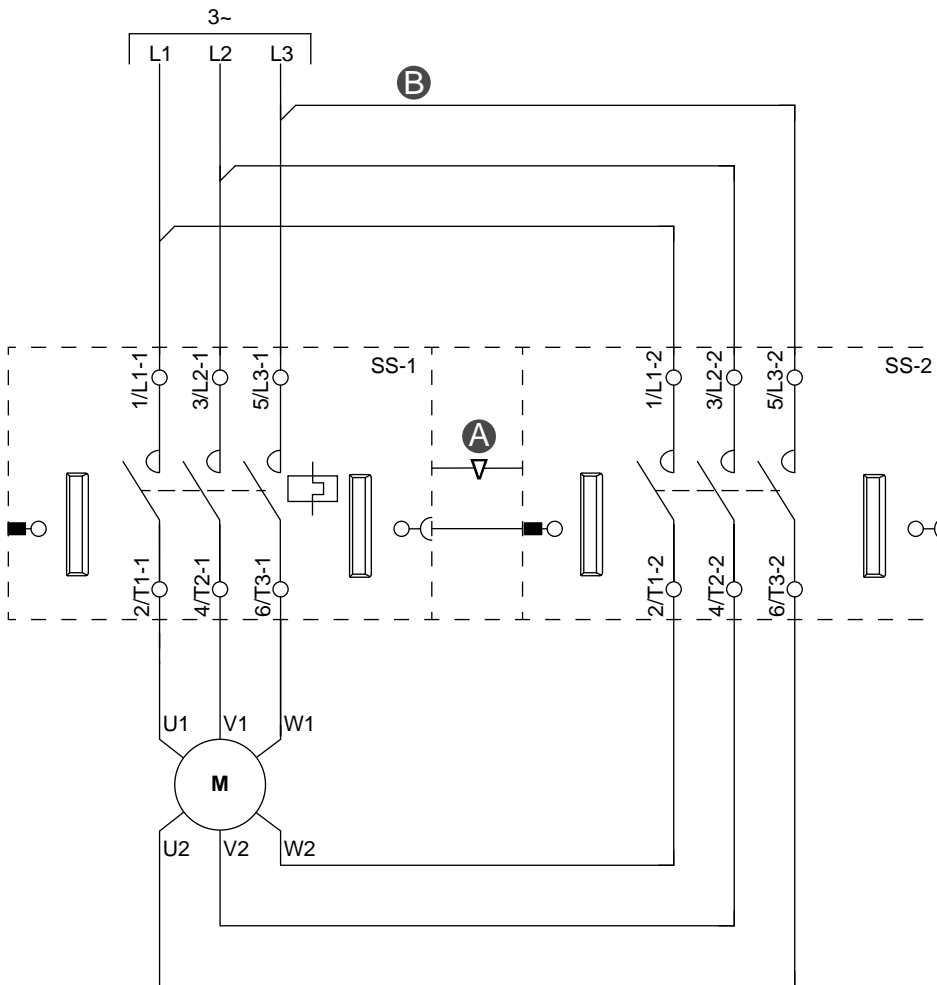 3~
L1 L2 L3
B
SS-1 SS-2
1/L1-1 3/L2-1 5/L3-1 1/L1-2 3/L2-2 5/L3-2
A
2/T1-1 4/T2-1 6/T3-1 2/T1-2 4/T2-2 6/T3-2
U1 V1 W1
M
U2 V2 W2